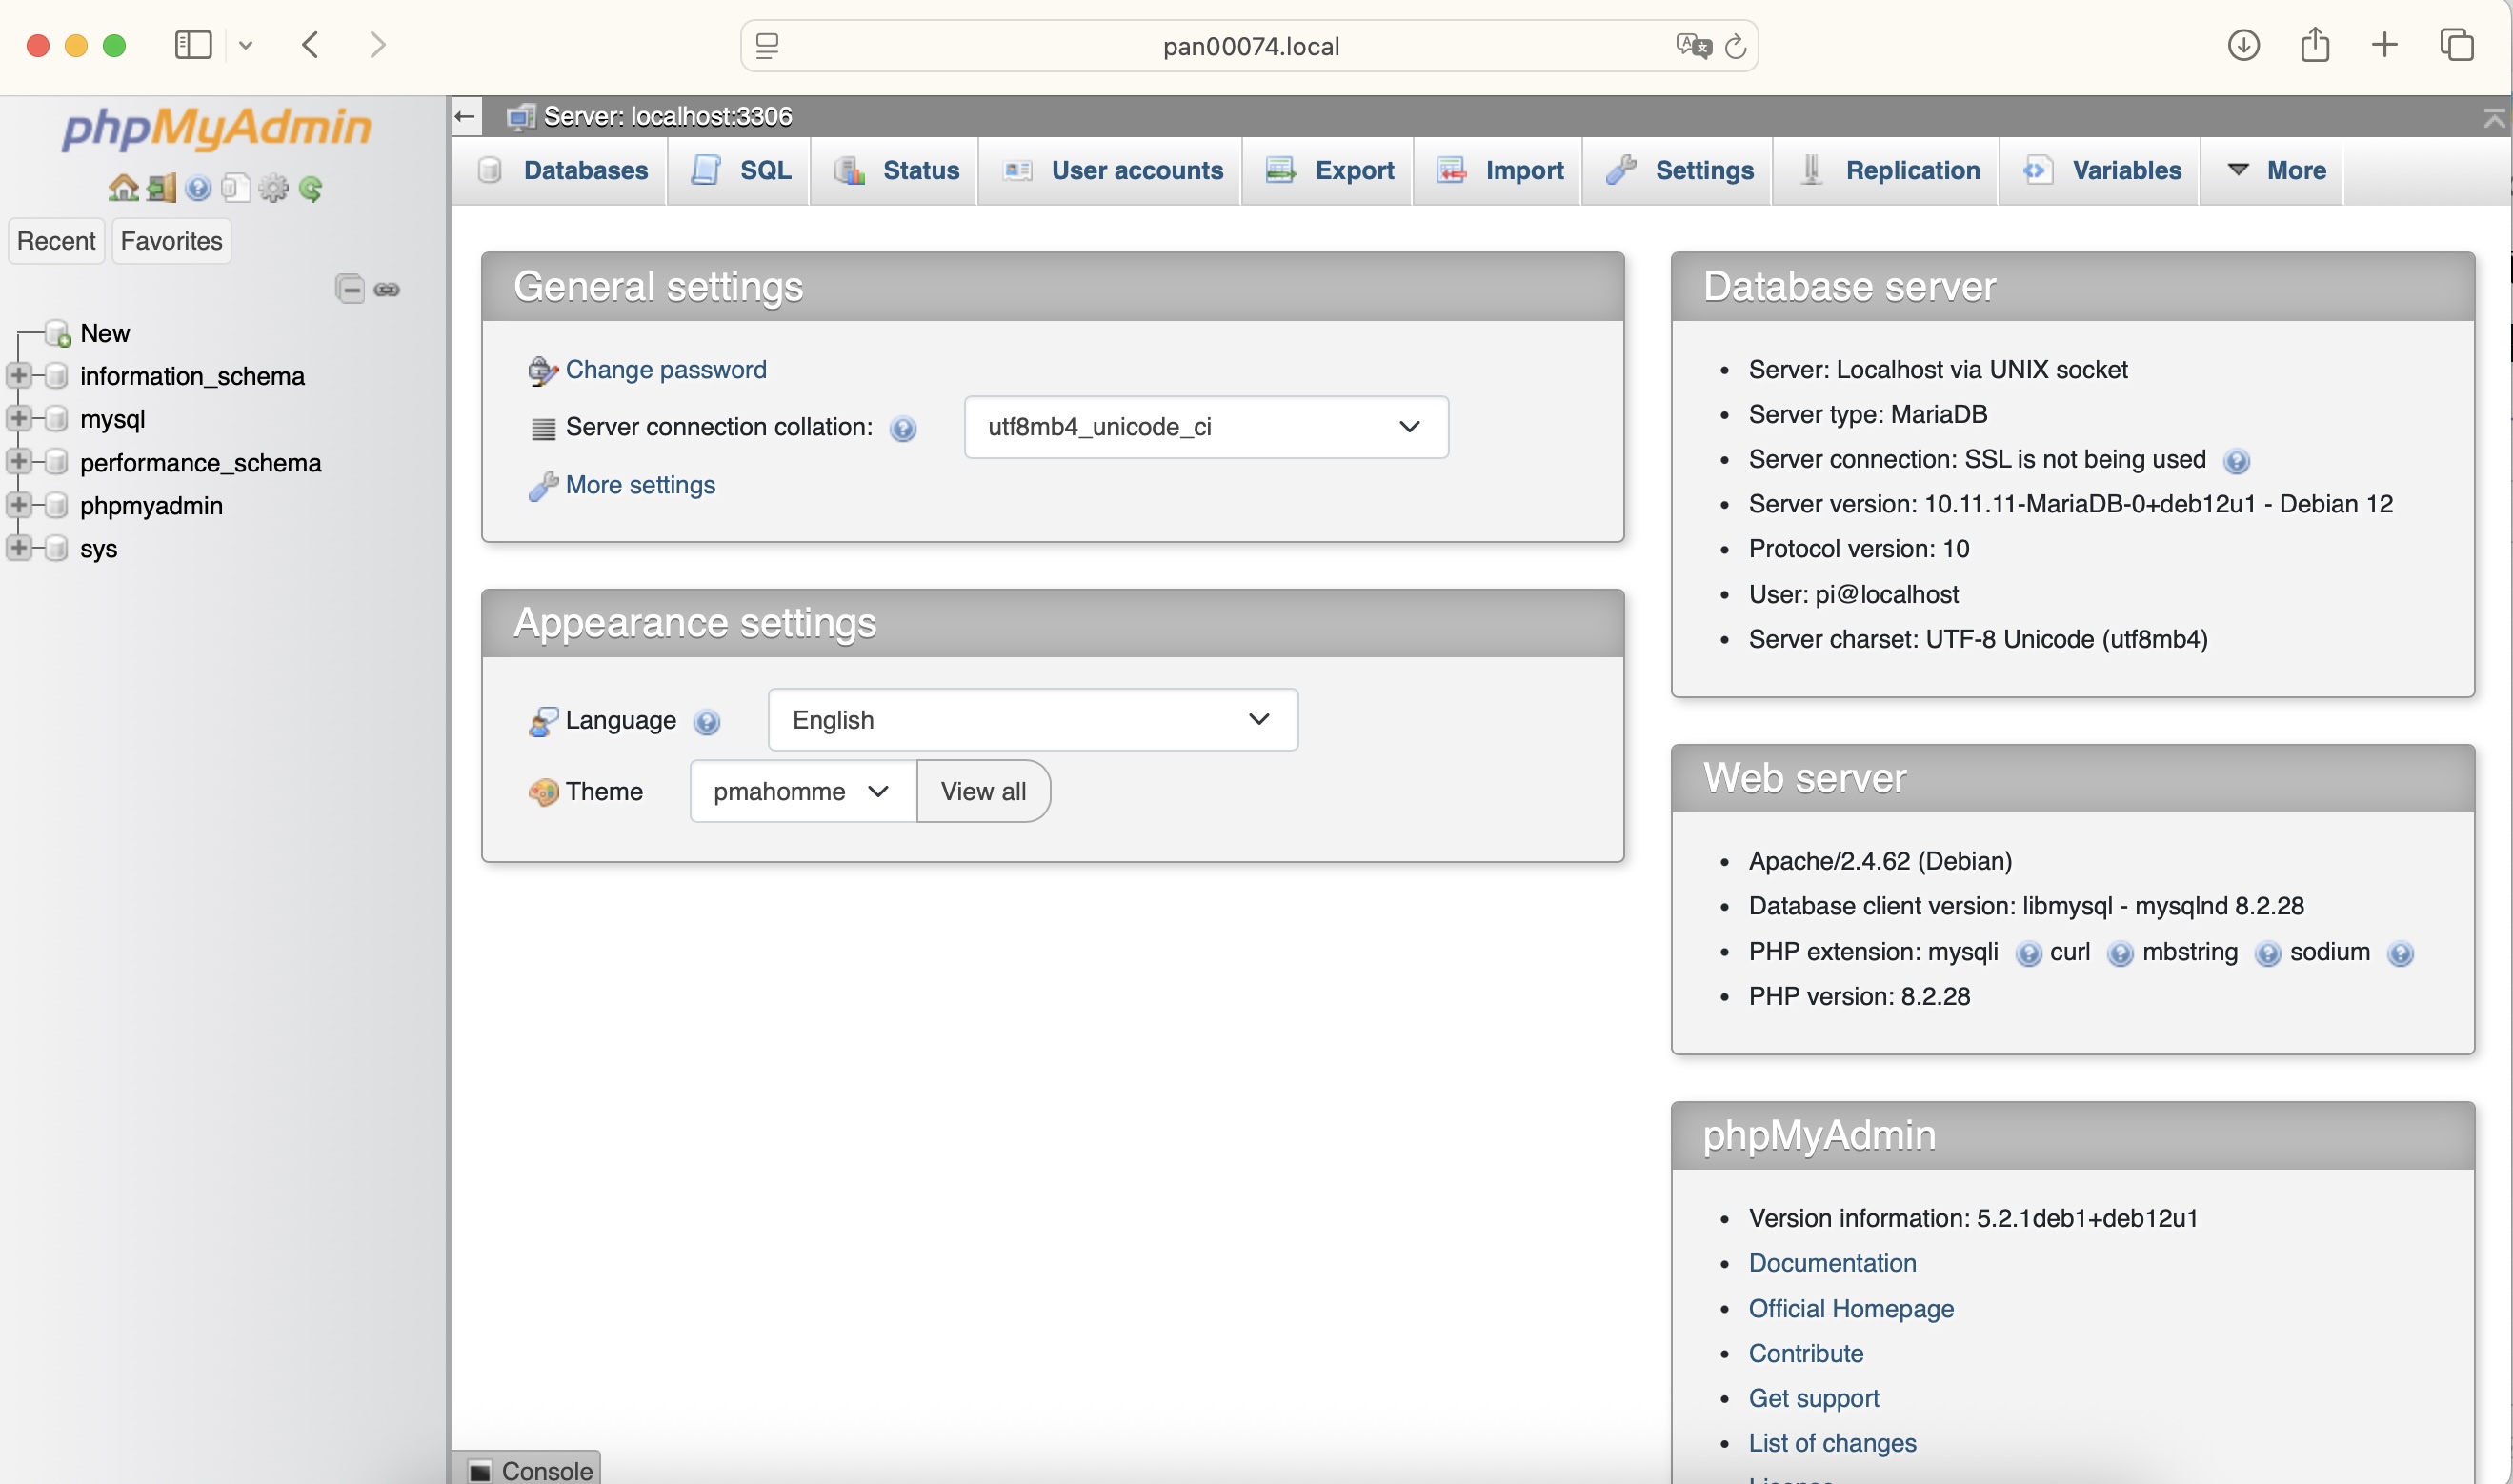 pan00074.local
phpMyAdmin
Recent Favorites
New
information_schema
mysql
performance_schema
phpmyadmin
sys
Server: localhost:3306
Databases SQL Status User accounts Export Import Settings Replication Variables More
General settings
Change password
Server connection collation: utf8mb4_unicode_ci
More settings
Appearance settings
Language English
Theme pmahomme View all
Database server
Server: Localhost via UNIX socket
Server type: MariaDB
Server connection: SSL is not being used
Server version: 10.11.11-MariaDB-0+deb12u1 - Debian 12
Protocol version: 10
User: pi@localhost
Server charset: UTF-8 Unicode (utf8mb4)
Web server
Apache/2.4.62 (Debian)
Database client version: libmysql - mysqlnd 8.2.28
PHP extension: mysqli curl mbstring sodium
PHP version: 8.2.28
phpMyAdmin
Version information: 5.2.1deb1+deb12u1
Documentation
Official Homepage
Contribute
Get support
List of changes
Console